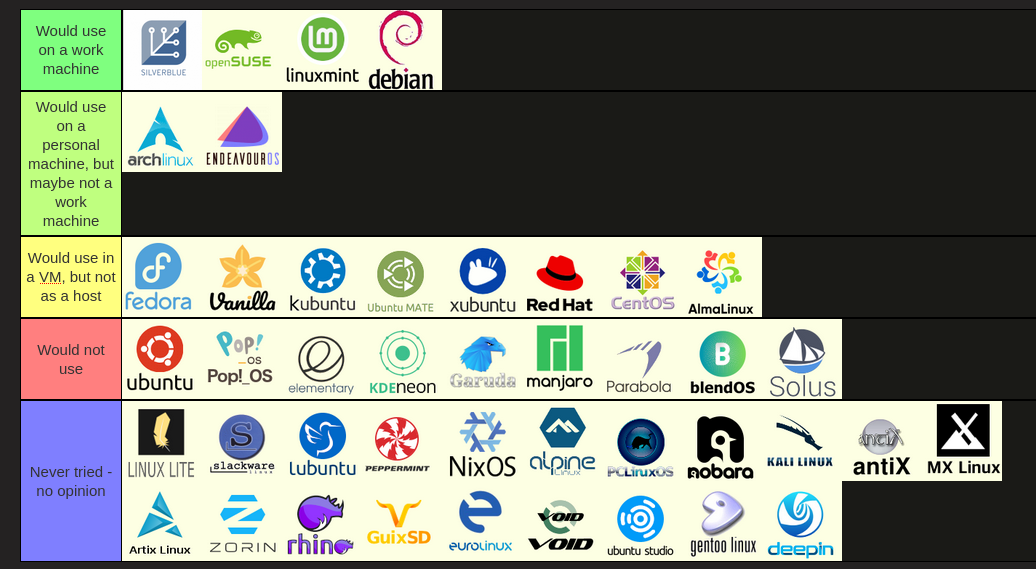 Would use
on a work
machine
SILVERBLUE
openSUSE
linuxmint
debian
Would use
on a
personal
machine, but
maybe not a
work
machine
archlinux
ENDEAVOUROS
Would use in
a VM, but not
as a host
fedora
Vanilla
kubuntu
Ubuntu MATE
xubuntu
Red Hat
CentOS
AlmaLinux
Would not
use
ubuntu
Pop!
_OS
Pop!_OS
elementary
KDEneon
Garuda
manjaro
Parabola
B
blendOS
Solus
Never tried -
no opinion
LINUX LITE
S
slackware
linux
Lubuntu
PEPPERMINT
NixOS
alpine
Linux
PCLinuxOS
nobara
KALI LINUX
antiX
antiX
MX Linux
Artix Linux
ZORIN
rhino
GuixSD
eurolinux
VOID
VOID
ubuntu studio
gentoo linux
deepin